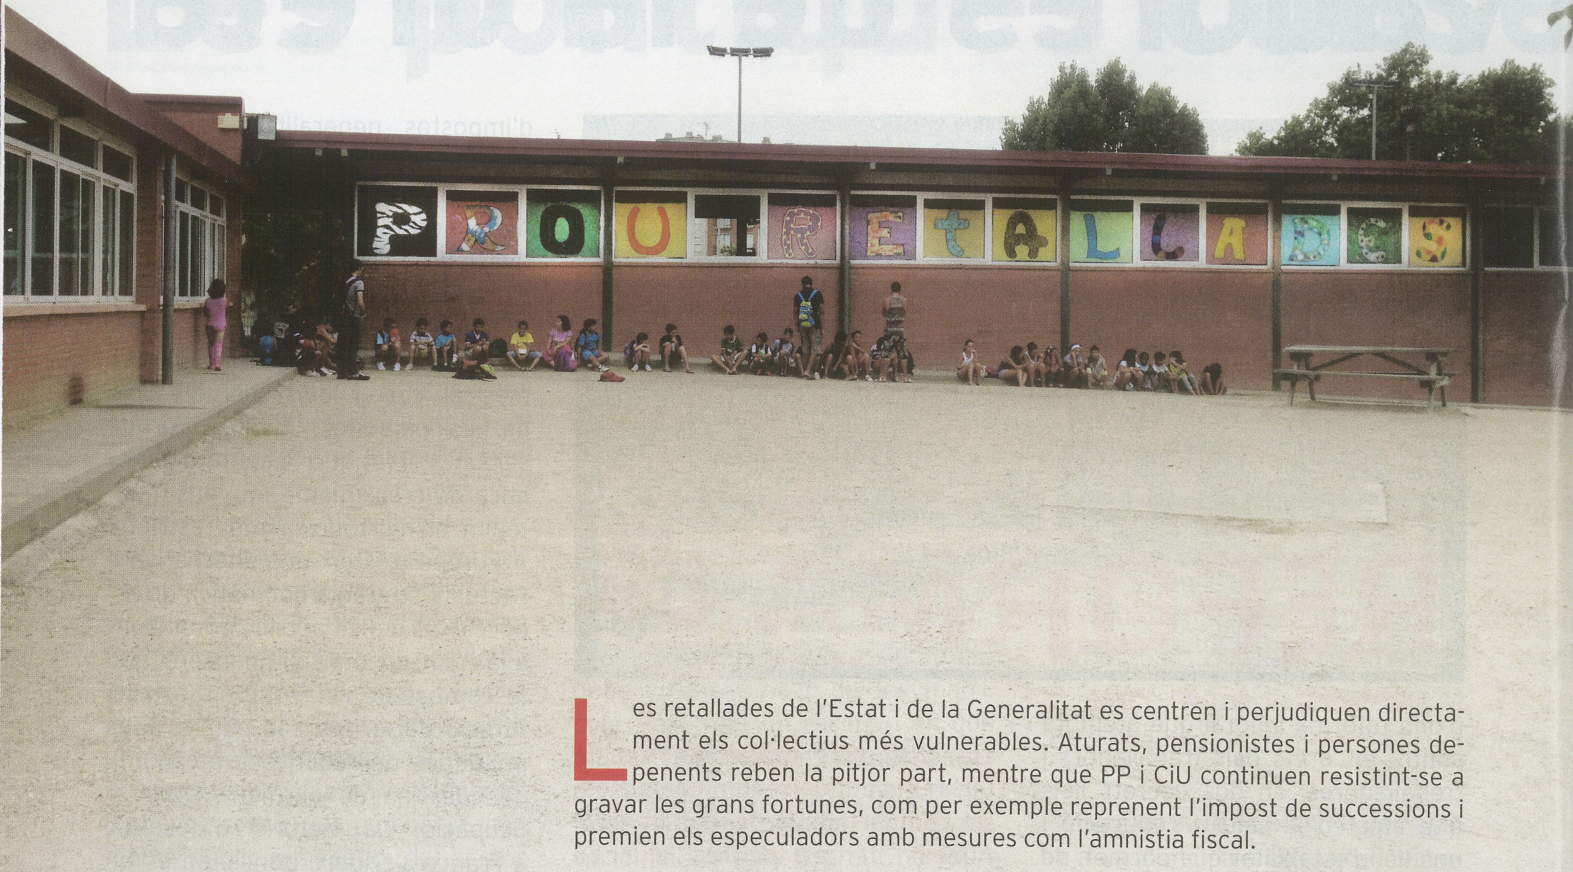 PROU RETALLADES
Les retallades de l'Estat i de la Generalitat es centren i perjudiquen directa-
ment els col·lectius més vulnerables. Aturats, pensionistes i persones de-
penents reben la pitjor part, mentre que PP i CiU continuen resistint-se a
gravar les grans fortunes, com per exemple reprenent l'impost de successions i
premien els especuladors amb mesures com l'amnistia fiscal.